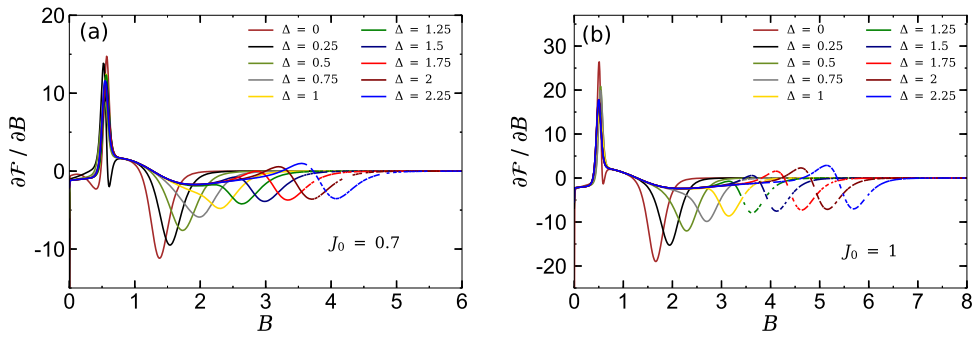 (a)
∂F / ∂B
20
10
0
-10
Δ = 0
Δ = 0.25
Δ = 0.5
Δ = 0.75
Δ = 1
Δ = 1.25
Δ = 1.5
Δ = 1.75
Δ = 2
Δ = 2.25
J₀ = 0.7
0 1 2 3 4 5 6
B
(b)
∂F / ∂B
30
20
10
0
-10
-20
Δ = 0
Δ = 0.25
Δ = 0.5
Δ = 0.75
Δ = 1
Δ = 1.25
Δ = 1.5
Δ = 1.75
Δ = 2
Δ = 2.25
J₀ = 1
0 1 2 3 4 5 6 7 8
B